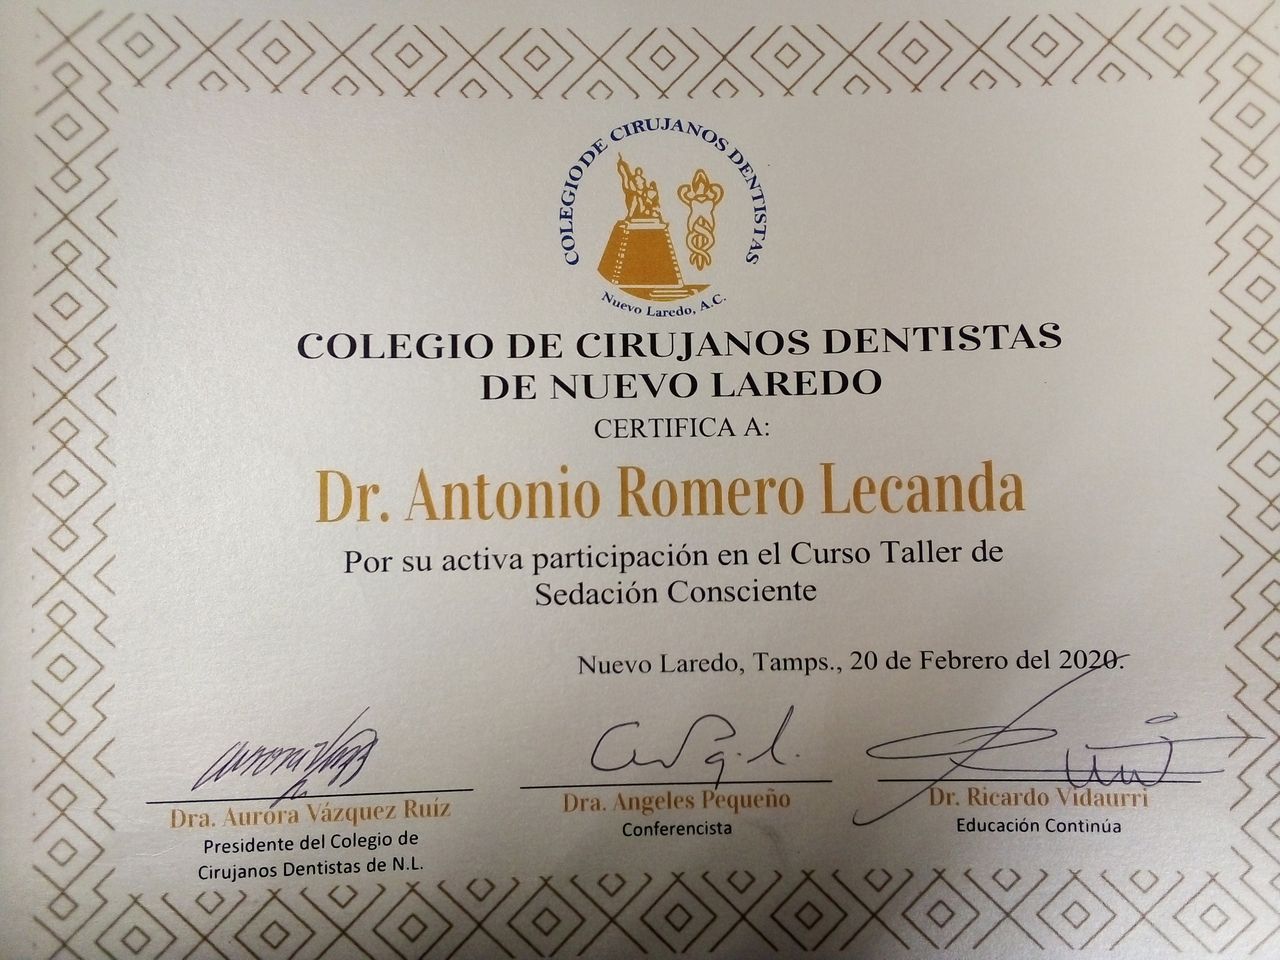 COLEGIO DE CIRUJANOS DENTISTAS
Nuevo Laredo, A.C.
COLEGIO DE CIRUJANOS DENTISTAS
DE NUEVO LAREDO
CERTIFICA A:
Dr. Antonio Romero Lecanda
Por su activa participación en el Curso Taller de
Sedación Consciente
Nuevo Laredo, Tamps., 20 de Febrero del 2020.
Dra. Aurora Vázquez Ruíz
Presidente del Colegio de
Cirujanos Dentistas de N.L.
Dra. Angeles Pequeño
Conferencista
Dr. Ricardo Vidaurri
Educación Continúa